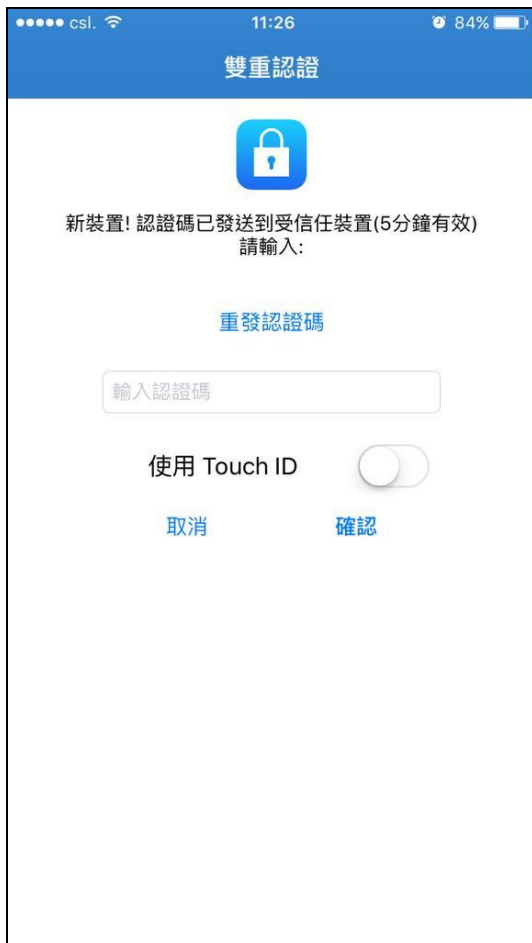 csl. 11:26 84%
雙重認證
新裝置! 認證碼已發送到受信任裝置(5分鐘有效)
請輸入:
重發認證碼
輸入認證碼
使用 Touch ID
取消 確認